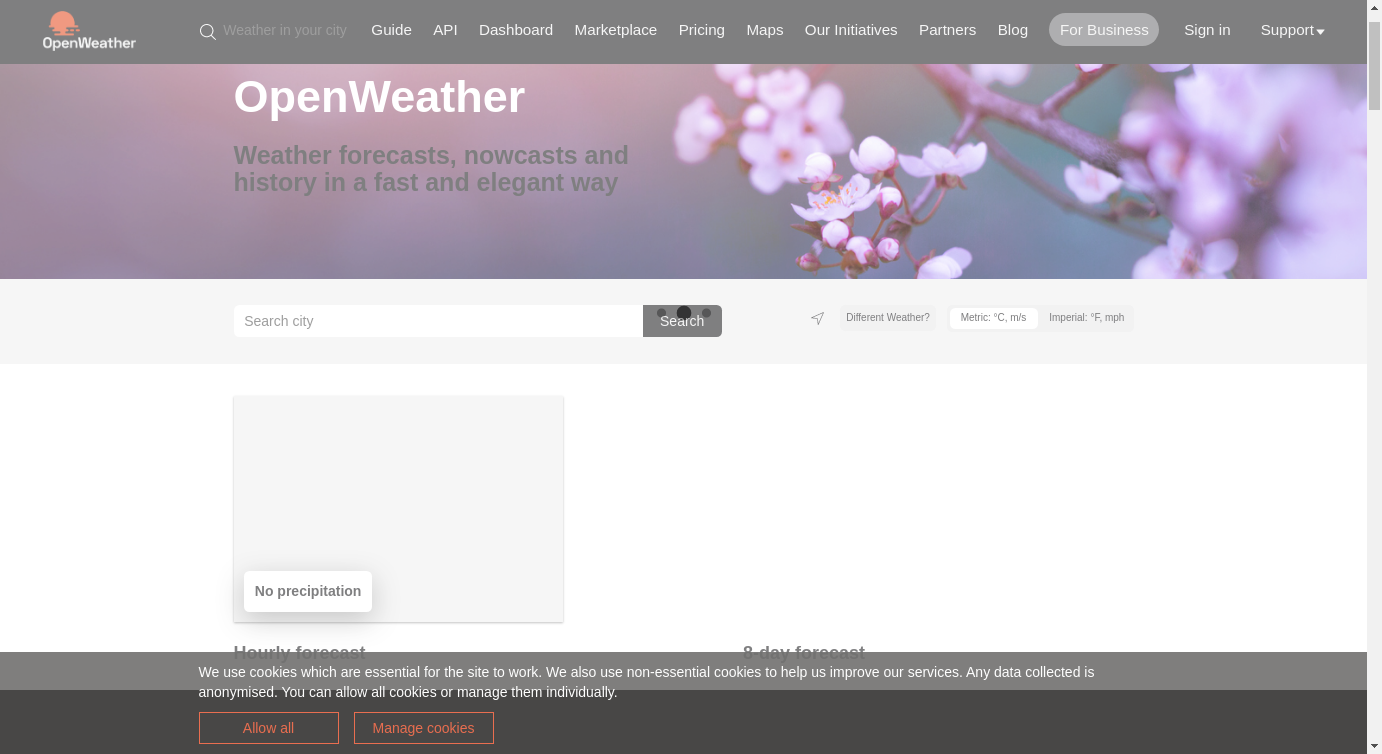 OpenWeather
Weather in your city
Guide
API
Dashboard
Marketplace
Pricing
Maps
Our Initiatives
Partners
Blog
For Business
Sign in
Support
OpenWeather
Weather forecasts, nowcasts and
history in a fast and elegant way
Search city
Search
Different Weather?
Metric: °C, m/s
Imperial: °F, mph
No precipitation
Hourly forecast
8-day forecast
We use cookies which are essential for the site to work. We also use non-essential cookies to help us improve our services. Any data collected is
anonymised. You can allow all cookies or manage them individually.
Allow all
Manage cookies